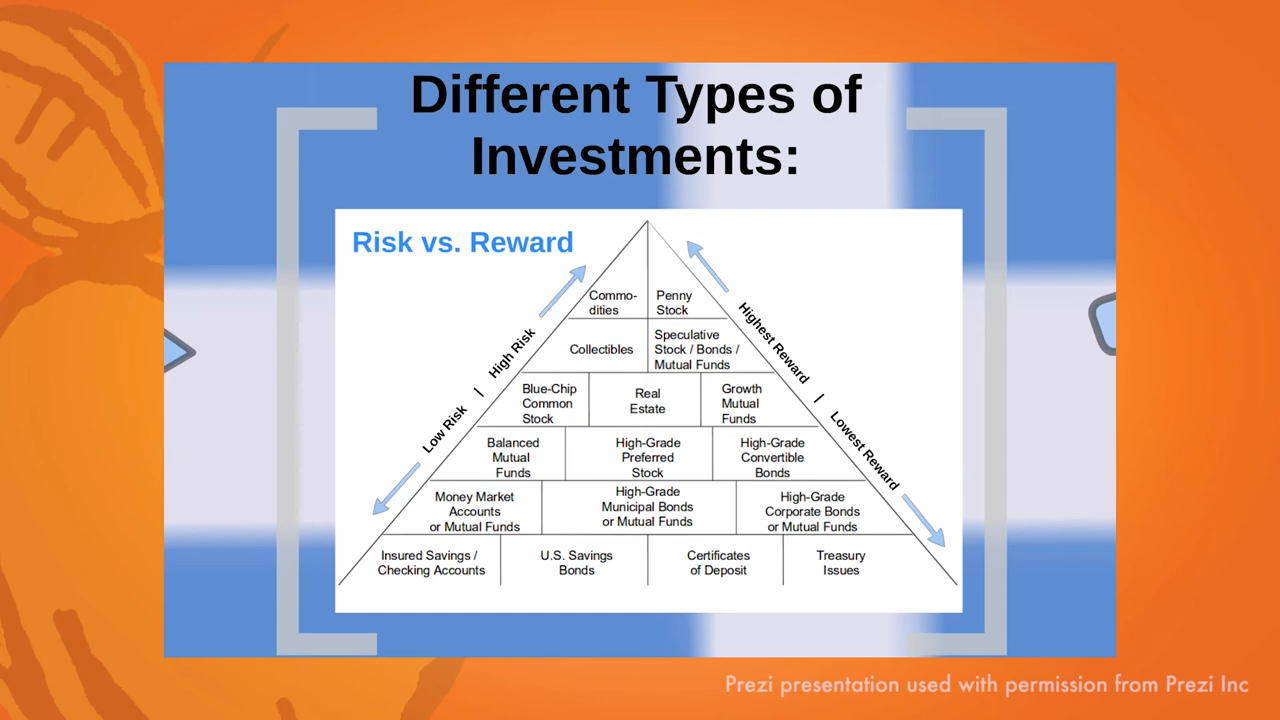 Different Types of
Investments:
Risk vs. Reward
Low Risk | High Risk
Highest Reward | Lowest Reward
Commo-
dities
Penny
Stock
Collectibles
Speculative
Stock / Bonds /
Mutual Funds
Blue-Chip
Common
Stock
Real
Estate
Growth
Mutual
Funds
Balanced
Mutual
Funds
High-Grade
Preferred
Stock
High-Grade
Convertible
Bonds
Money Market
Accounts
or Mutual Funds
High-Grade
Municipal Bonds
or Mutual Funds
High-Grade
Corporate Bonds
or Mutual Funds
Insured Savings /
Checking Accounts
U.S. Savings
Bonds
Certificates
of Deposit
Treasury
Issues
Prezi presentation used with permission from Prezi Inc